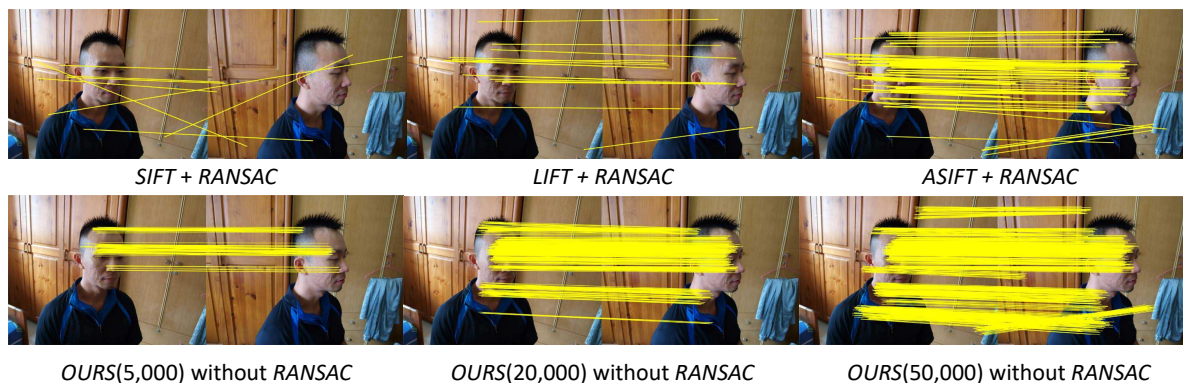 SIFT + RANSAC
LIFT + RANSAC
ASIFT + RANSAC
OURS(5,000) without RANSAC
OURS(20,000) without RANSAC
OURS(50,000) without RANSAC